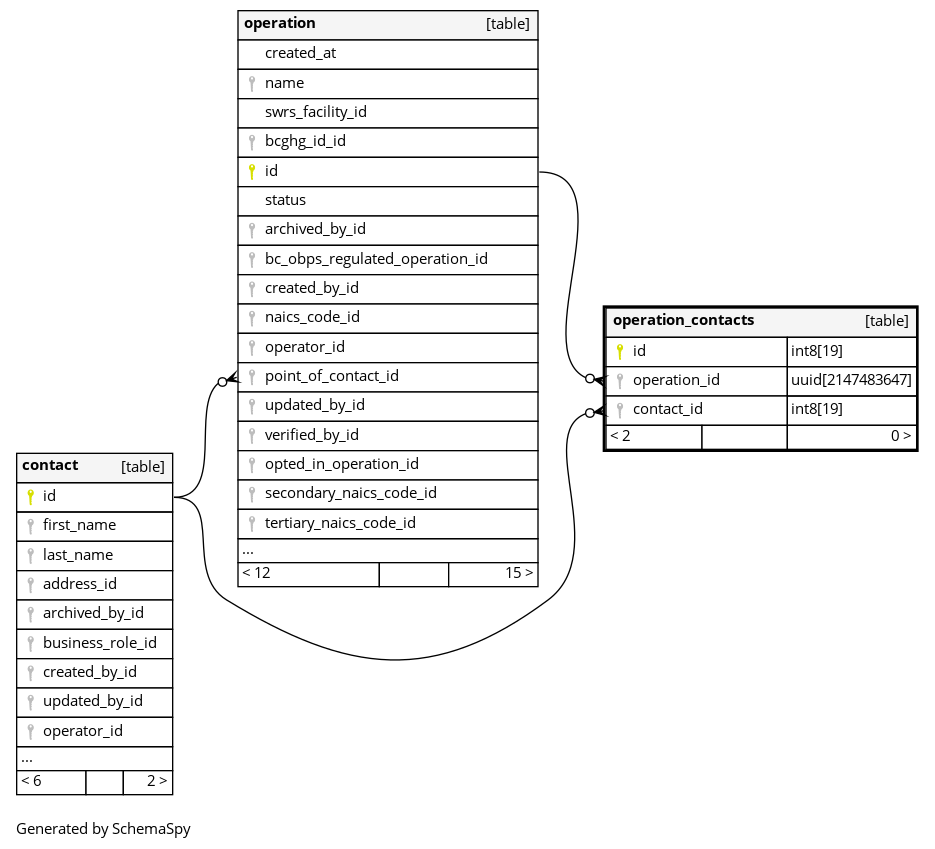 operation [table]
created_at
name
swrs_facility_id
bcghg_id_id
id
status
archived_by_id
bc_obps_regulated_operation_id
created_by_id
naics_code_id
operator_id
point_of_contact_id
updated_by_id
verified_by_id
opted_in_operation_id
secondary_naics_code_id
tertiary_naics_code_id
...
< 12 15 >
operation_contacts [table]
id int8[19]
operation_id uuid[2147483647]
contact_id int8[19]
< 2 0 >
contact [table]
id
first_name
last_name
address_id
archived_by_id
business_role_id
created_by_id
updated_by_id
operator_id
...
< 6 2 >
Generated by SchemaSpy